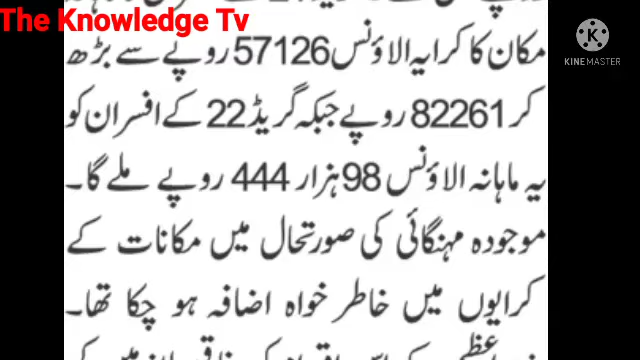 The Knowledge Tv
KINEMASTER
مکان کا کرایہ الاؤنس 57126 روپے سے بڑھ
کر 82261 روپے جبکہ گریڈ 22 کے افسران کو
یہ ماہانہ الاؤنس 98 ہزار 444 روپے ملے گا۔
موجودہ مہنگائی کی صورتحال میں مکانات کے
کرایوں میں خاطر خواہ اضافہ ہو چکا تھا۔